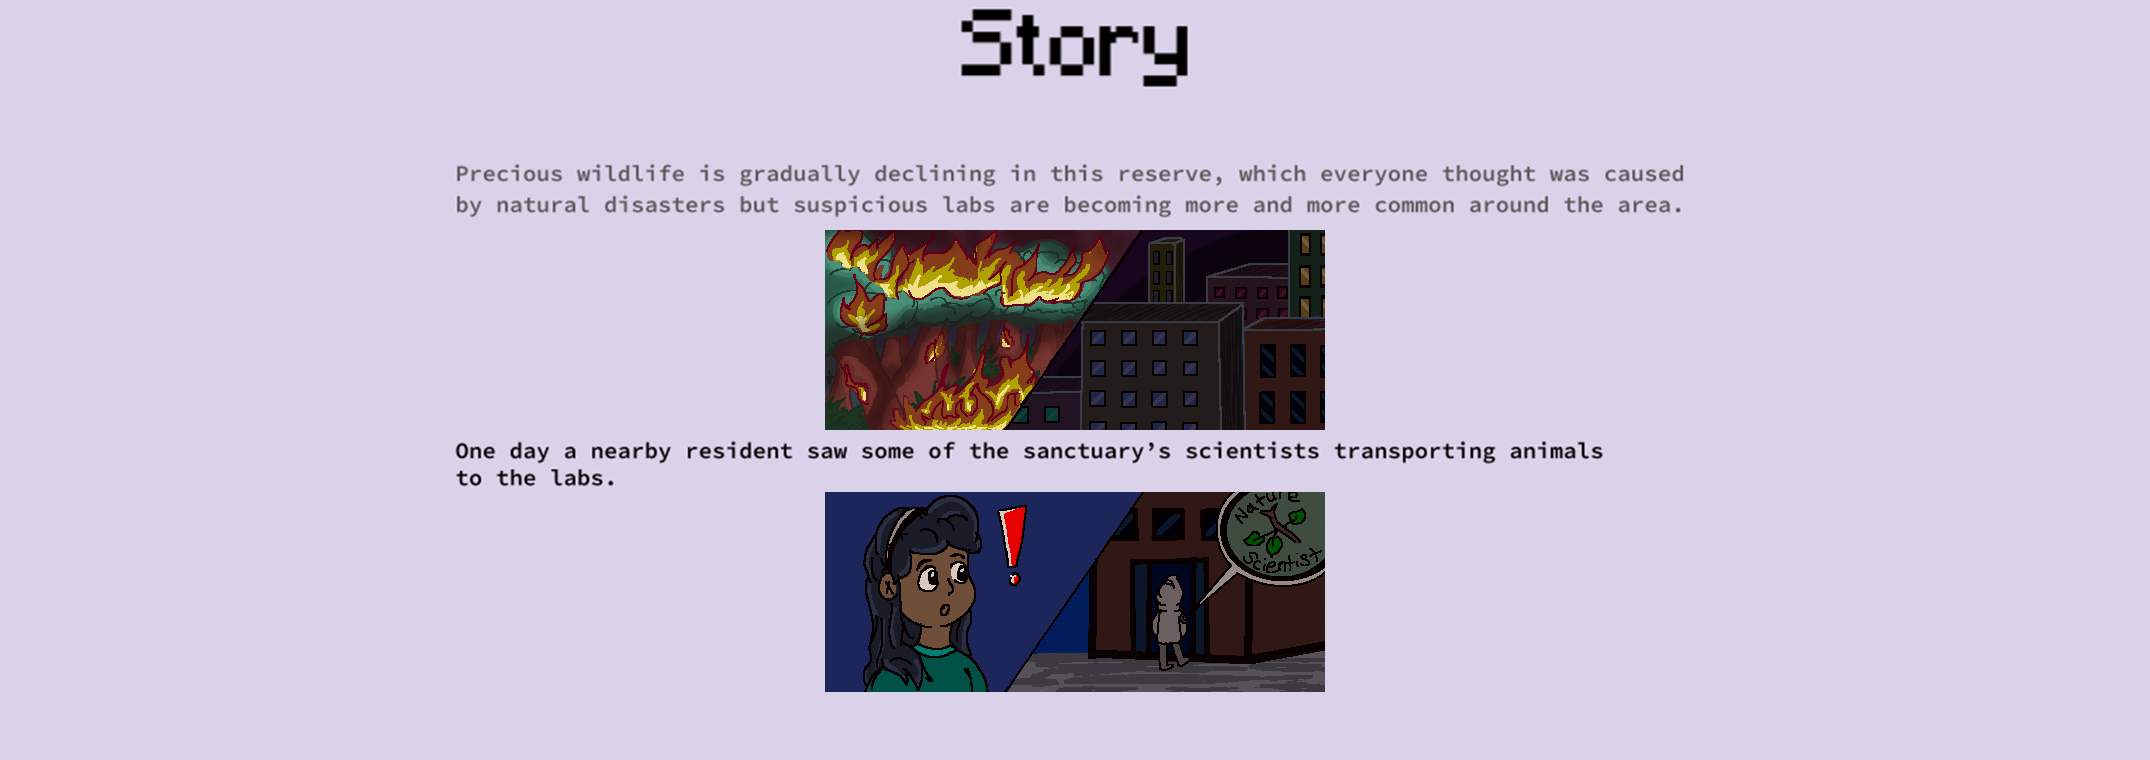 Story
Precious wildlife is gradually declining in this reserve, which everyone thought was caused
by natural disasters but suspicious labs are becoming more and more common around the area.
One day a nearby resident saw some of the sanctuary’s scientists transporting animals
to the labs.
Nature
Scientist